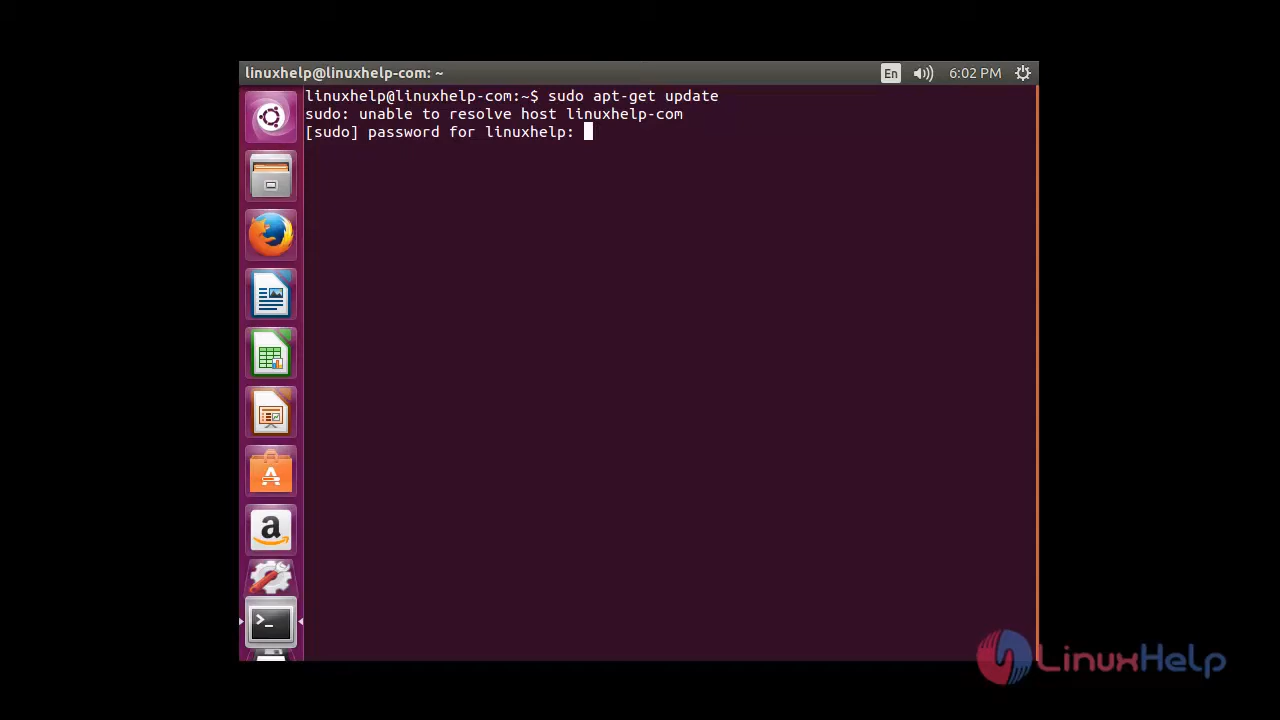 linuxhelp@linuxhelp-com: ~
En
6:02 PM
linuxhelp@linuxhelp-com:~$ sudo apt-get update
sudo: unable to resolve host linuxhelp-com
[sudo] password for linuxhelp:
A
a
>_
LinuxHelp